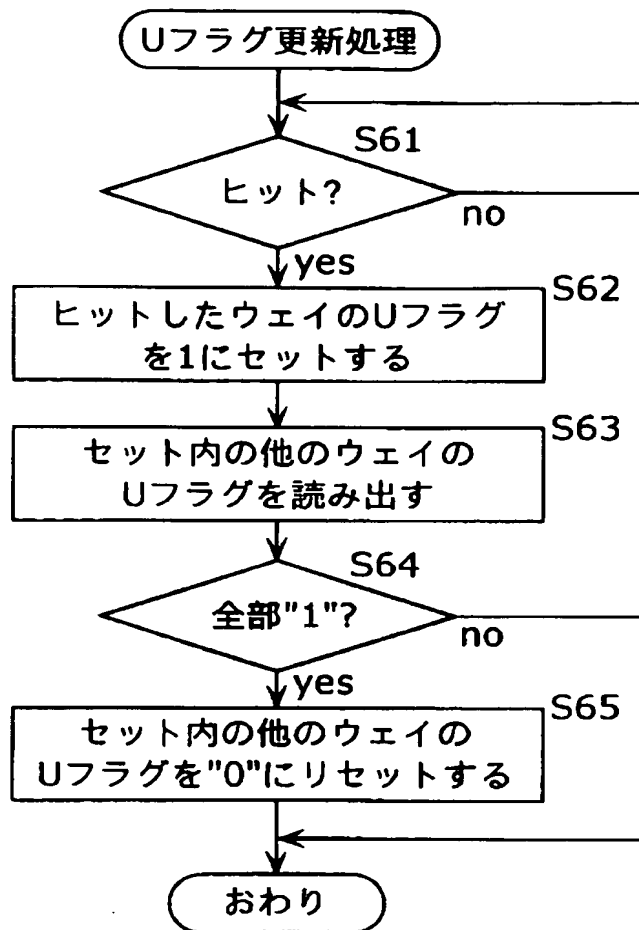 Uフラグ更新処理
S61
ヒット?
no
yes
S62
ヒットしたウェイのUフラグ
を1にセットする
S63
セット内の他のウェイの
Uフラグを読み出す
S64
全部"1"?
no
yes
S65
セット内の他のウェイの
Uフラグを"0"にリセットする
おわり